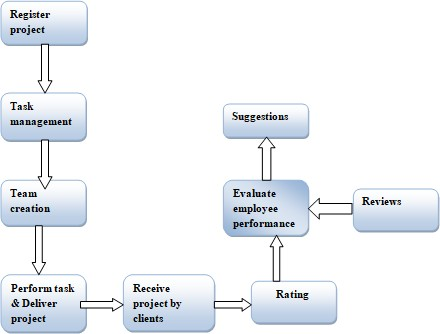 Register
project
Task
management
Team
creation
Perform task
& Deliver
project
Receive
project by
clients
Rating
Evaluate
employee
performance
Suggestions
Reviews